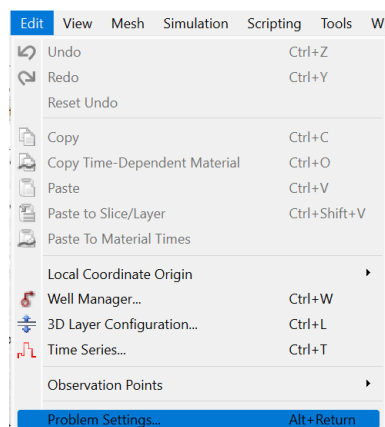 Edit View Mesh Simulation Scripting Tools W
Undo Ctrl+Z
Redo Ctrl+Y
Reset Undo
Copy Ctrl+C
Copy Time-Dependent Material Ctrl+O
Paste Ctrl+V
Paste to Slice/Layer Ctrl+Shift+V
Paste To Material Times
Local Coordinate Origin
Well Manager... Ctrl+W
3D Layer Configuration... Ctrl+L
Time Series... Ctrl+T
Observation Points
Problem Settings... Alt+Return